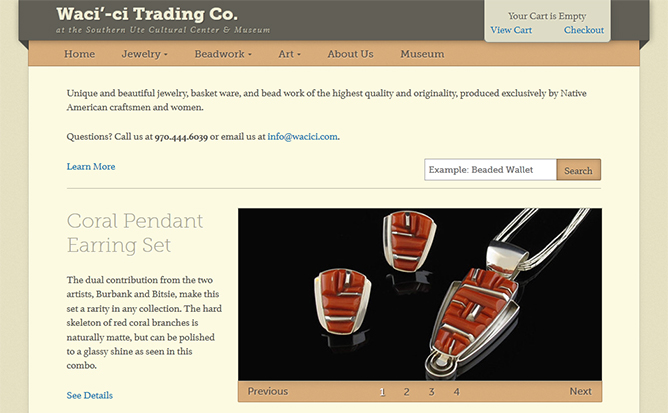 Waci'-ci Trading Co.
at the Southern Ute Cultural Center & Museum
Your Cart is Empty
View Cart Checkout
Home Jewelry Beadwork Art About Us Museum
Unique and beautiful jewelry, basket ware, and bead work of the highest quality and originality, produced exclusively by Native
American craftsmen and women.
Questions? Call us at 970.444.6039 or email us at info@wacici.com.
Learn More
Example: Beaded Wallet Search
Coral Pendant
Earring Set
The dual contribution from the two
artists, Burbank and Bitsie, make this
set a rarity in any collection. The hard
skeleton of red coral branches is
naturally matte, but can be polished
to a glassy shine as seen in this
combo.
See Details
Previous 1 2 3 4 Next